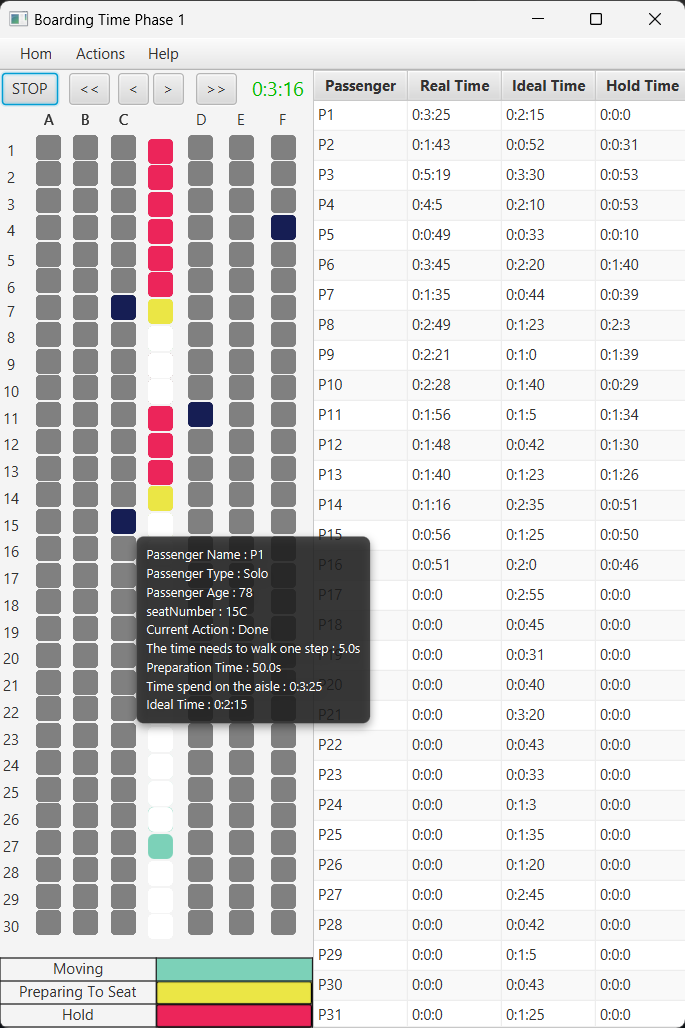 Boarding Time Phase 1
Hom Actions Help
STOP << < > >> 0:3:16
A B C D E F
1
2
3
4
5
6
7
8
9
10
11
12
13
14
15
16
17
18
19
20
21
22
23
24
25
26
27
28
29
30
Passenger Name : P1
Passenger Type : Solo
Passenger Age : 78
seatNumber : 15C
Current Action : Done
The time needs to walk one step : 5.0s
Preparation Time : 50.0s
Time spend on the aisle : 0:3:25
Ideal Time : 0:2:15
Moving
Preparing To Seat
Hold
Passenger Real Time Ideal Time Hold Time
P1 0:3:25 0:2:15 0:0:0
P2 0:1:43 0:0:52 0:0:31
P3 0:5:19 0:3:30 0:0:53
P4 0:4:5 0:2:10 0:0:53
P5 0:0:49 0:0:33 0:0:10
P6 0:3:45 0:2:20 0:1:40
P7 0:1:35 0:0:44 0:0:39
P8 0:2:49 0:1:23 0:2:3
P9 0:2:21 0:1:0 0:1:39
P10 0:2:28 0:1:40 0:0:29
P11 0:1:56 0:1:5 0:1:34
P12 0:1:48 0:0:42 0:1:30
P13 0:1:40 0:1:23 0:1:26
P14 0:1:16 0:2:35 0:0:51
P15 0:0:56 0:1:25 0:0:50
P16 0:0:51 0:2:0 0:0:46
P17 0:0:0 0:2:55 0:0:0
P18 0:0:0 0:0:45 0:0:0
P19 0:0:0 0:0:31 0:0:0
P20 0:0:0 0:0:40 0:0:0
P21 0:0:0 0:3:20 0:0:0
P22 0:0:0 0:0:43 0:0:0
P23 0:0:0 0:0:33 0:0:0
P24 0:0:0 0:1:3 0:0:0
P25 0:0:0 0:1:35 0:0:0
P26 0:0:0 0:1:20 0:0:0
P27 0:0:0 0:2:45 0:0:0
P28 0:0:0 0:0:42 0:0:0
P29 0:0:0 0:1:5 0:0:0
P30 0:0:0 0:0:43 0:0:0
P31 0:0:0 0:1:25 0:0:0